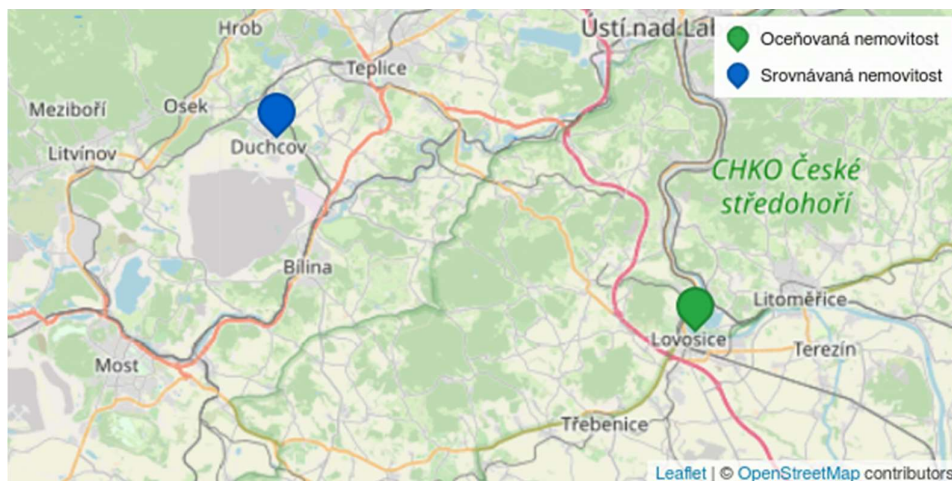 Hrob
Ústí nad Lab
Oceňovaná nemovitost
Teplice
Srovnávaná nemovitost
Meziboří
Osek
Duchcov
Litvínov
CHKO České
středohoří
Bílina
Litoměřice
Lovosice
Terezín
Most
Třebenice
Leaflet | © OpenStreetMap contributors